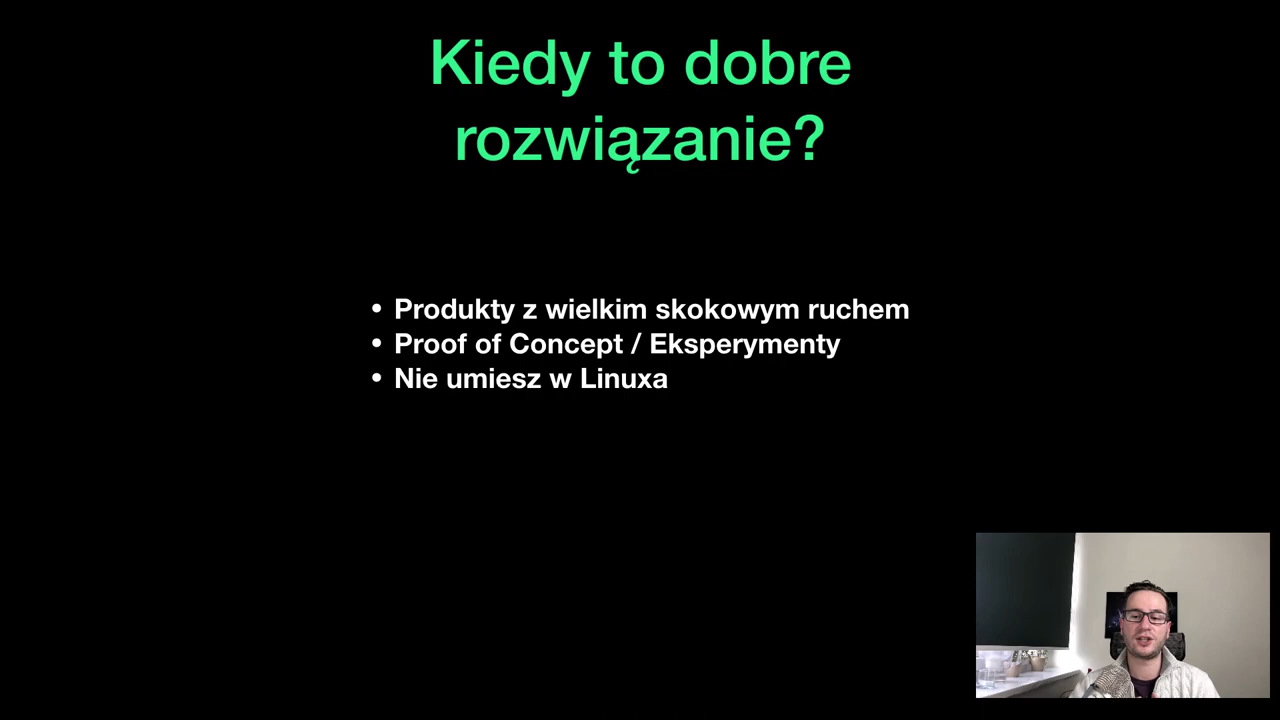 Kiedy to dobre
rozwiązanie?
• Produkty z wielkim skokowym ruchem
• Proof of Concept / Eksperymenty
• Nie umiesz w Linuxa